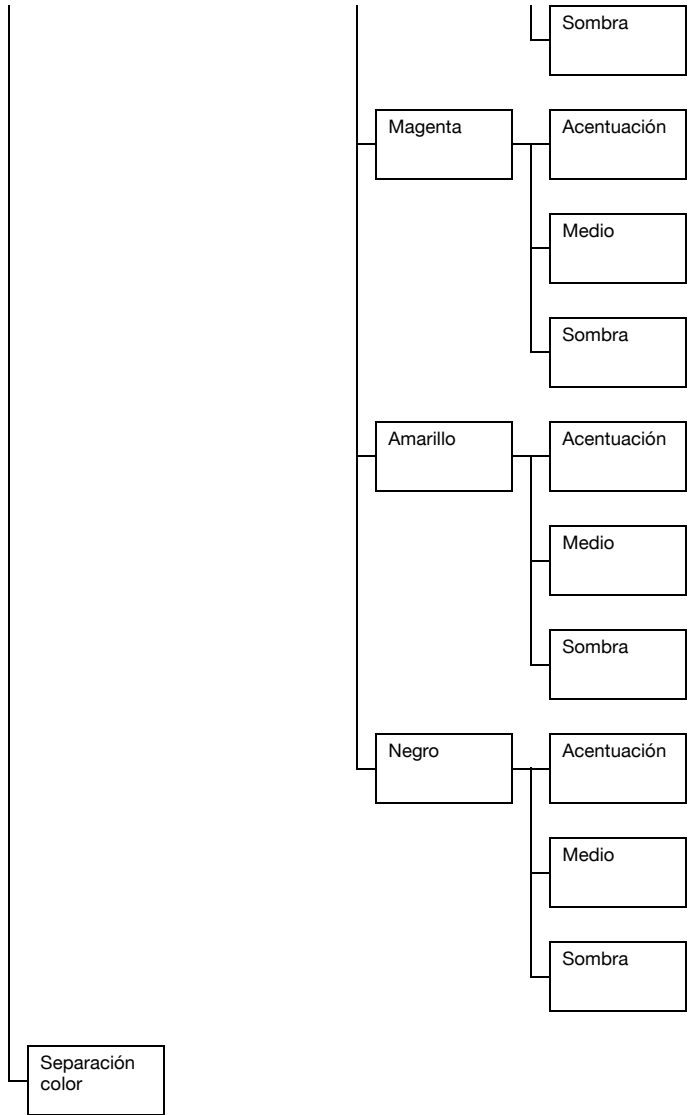 Sombra
Magenta
Acentuación
Medio
Sombra
Amarillo
Acentuación
Medio
Sombra
Negro
Acentuación
Medio
Sombra
Separación
color